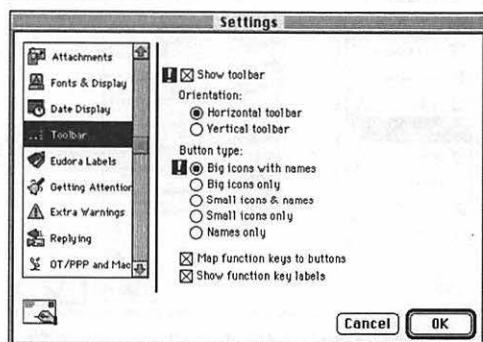 Settings
Attachments
Fonts & Display
Date Display
Toolbar
Eudora Labels
Getting Attention
Extra Warnings
Replying
OT/PPP and Mac
Show toolbar
Orientation:
Horizontal toolbar
Vertical toolbar
Button type:
Big icons with names
Big icons only
Small icons & names
Small icons only
Names only
Map function keys to buttons
Show function key labels
Cancel
OK